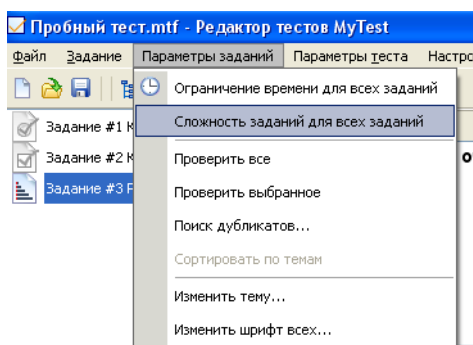 Пробный тест.mtf - Редактор тестов MyTest
Файл Задание Параметры заданий Параметры теста
Ограничение времени для всех заданий
Задание #1
Сложность заданий для всех заданий
Задание #2
Проверить все
Задание #3
Проверить выбранное
Поиск дубликатов...
Сортировать по темам
Изменить тему...
Изменить шрифт всех...